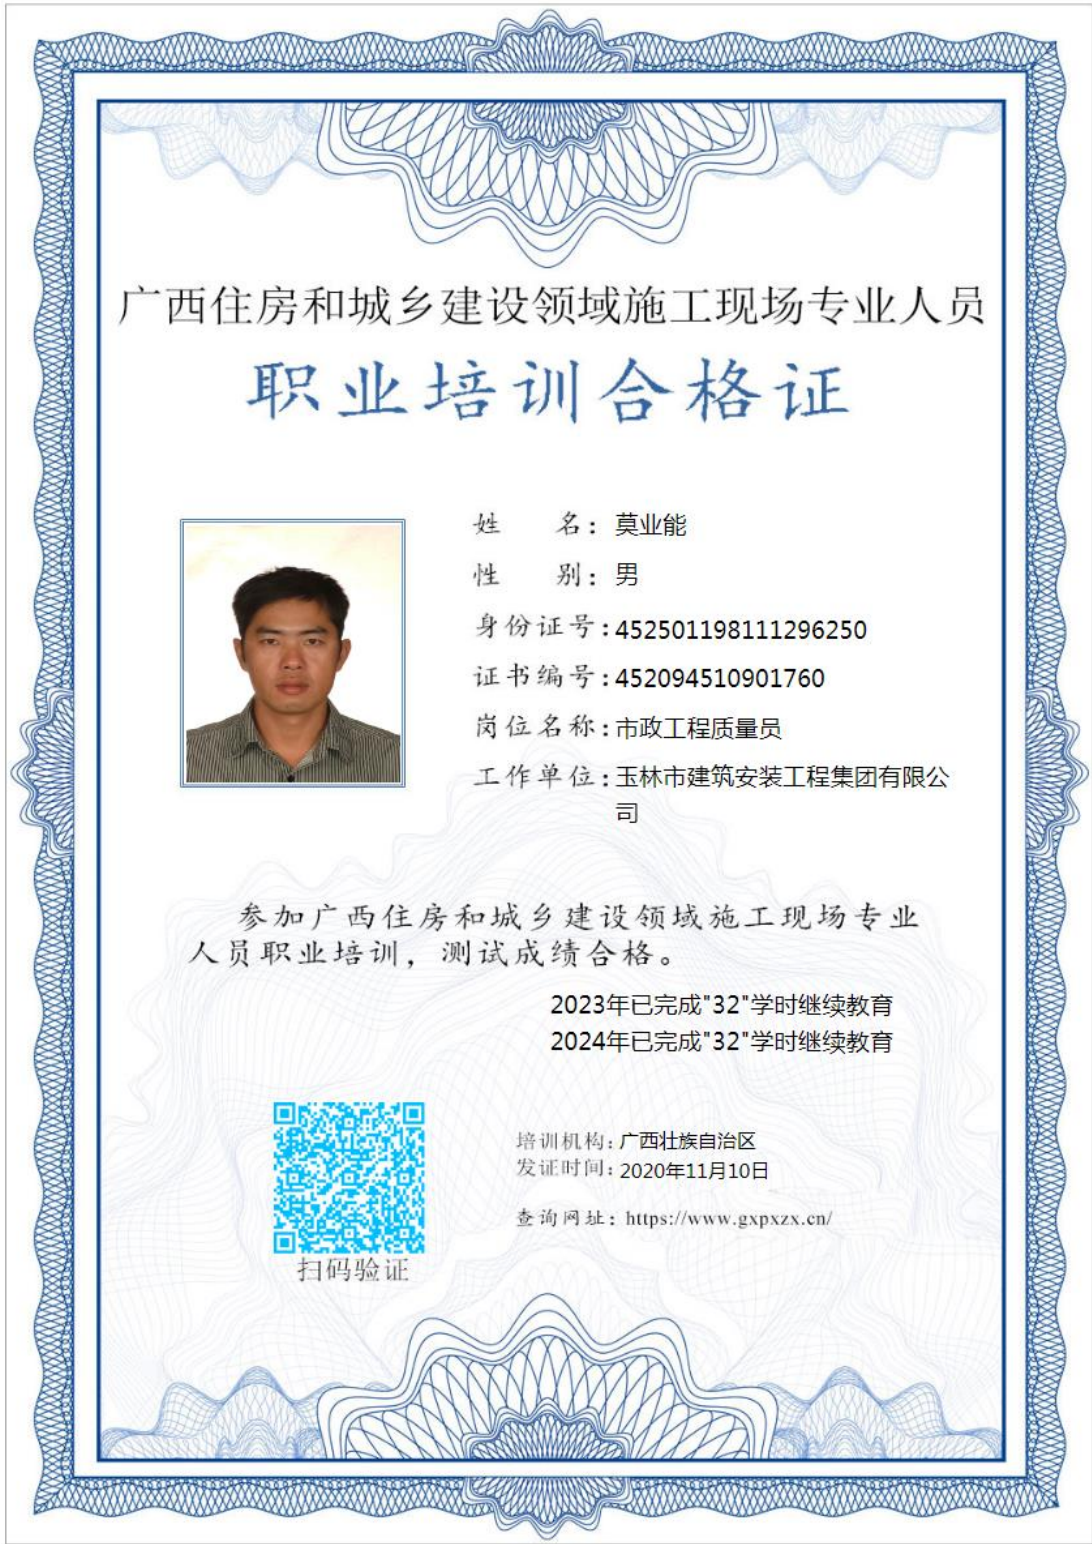 广西住房和城乡建设领域施工现场专业人员
职业培训合格证
姓 名：莫业能
性 别：男
身份证号：452501198111296250
证书编号：452094510901760
岗位名称：市政工程质量员
工作单位：玉林市建筑安装工程集团有限公
司
参加广西住房和城乡建设领域施工现场专业
人员职业培训，测试成绩合格。
2023年已完成"32"学时继续教育
2024年已完成"32"学时继续教育
培训机构：广西壮族自治区
发证时间：2020年11月10日
查询网址：https://www.gxpxzx.cn/
扫码验证